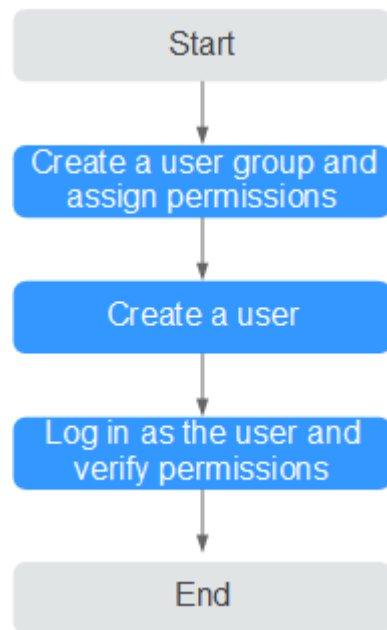 Start
Create a user group and
assign permissions
Create a user
Log in as the user and
verify permissions
End